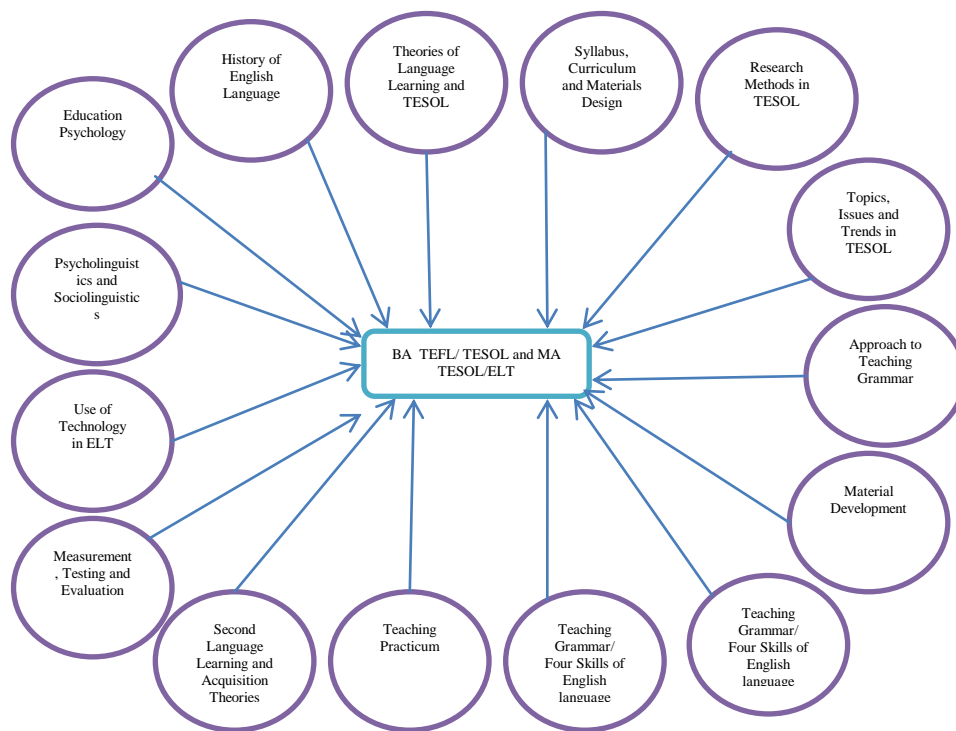 History of
English
Language
Theories of
Language
Learning and
TESOL
Syllabus,
Curriculum
and Materials
Design
Research
Methods in
TESOL
Education
Psychology
Topics,
Issues and
Trends in
TESOL
Psycholinguist
ics and
Sociolinguistic
s
BA TEFL/ TESOL and MA
TESOL/ELT
Approach to
Teaching
Grammar
Use of
Technology
in ELT
Material
Development
Measurement
, Testing and
Evaluation
Second
Language
Learning and
Acquisition
Theories
Teaching
Practicum
Teaching
Grammar/
Four Skills of
English
language
Teaching
Grammar/
Four Skills of
English
language